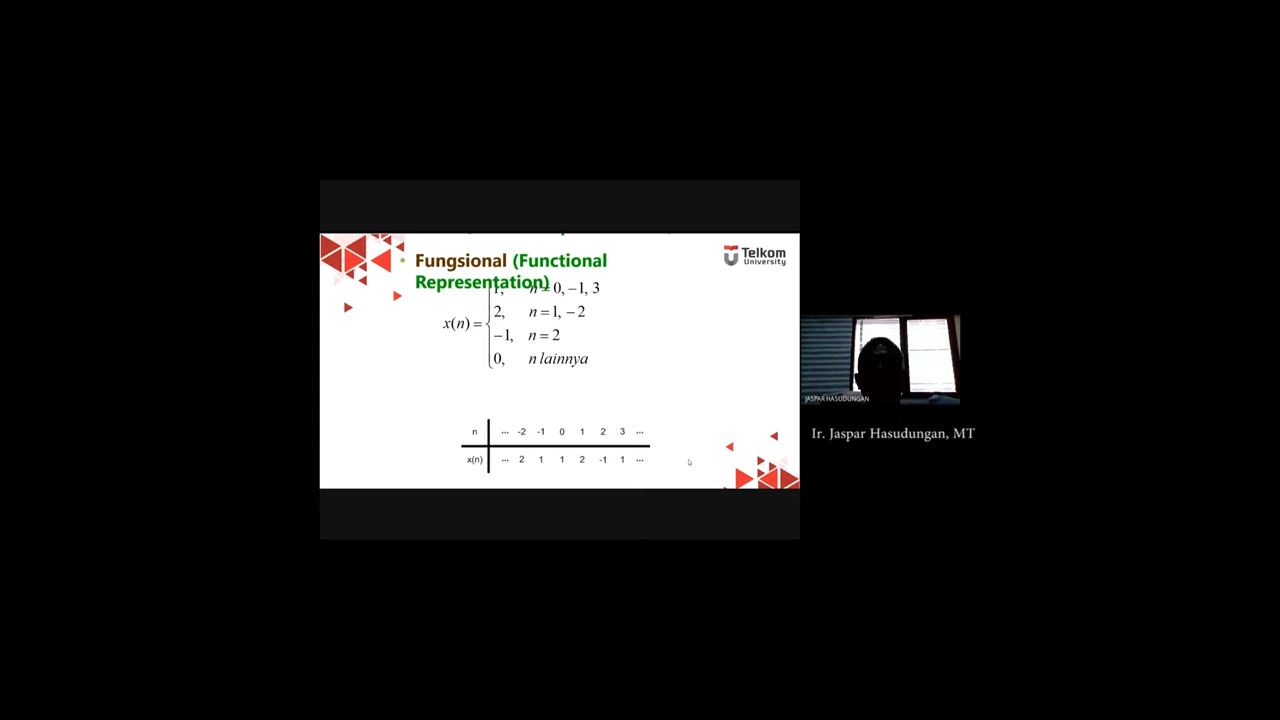 Fungsional (Functional
Representation)
Telkom
University
x(n) =
1, n = 0, −1, 3
2, n = 1, −2
−1, n = 2
0, n lainnya
n ... -2 -1 0 1 2 3 ...
x(n) ... 2 1 1 2 -1 1 ...
JASPAR HASUDUNGAN
Ir. Jaspar Hasudungan, MT